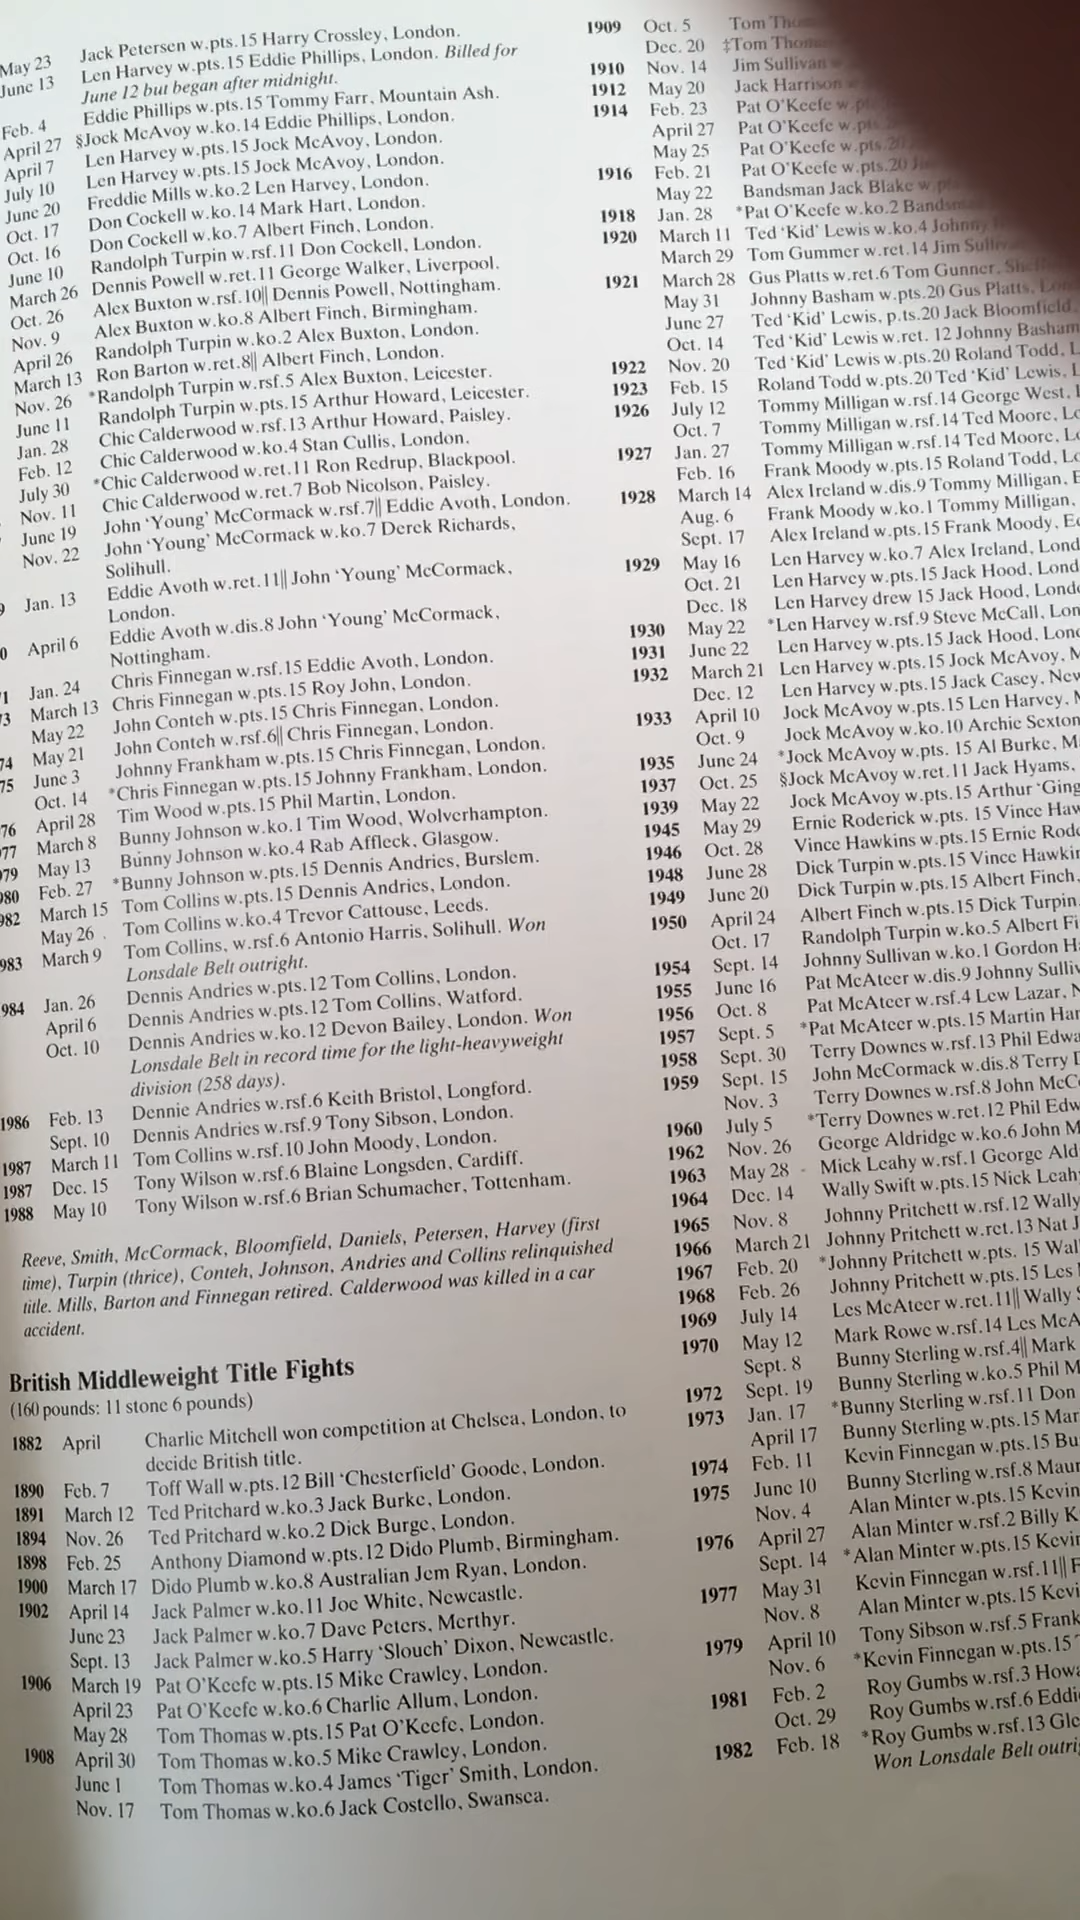 May 23 Jack Petersen w.pts.15 Harry Crossley, London.
June 13 Len Harvey w.pts.15 Eddie Phillips, London. Billed for
June 12 but began after midnight.
Feb. 4 Eddie Phillips w.pts.15 Tommy Farr, Mountain Ash.
April 27 §Jock McAvoy w.ko.14 Eddie Phillips, London.
April 7 Len Harvey w.pts.15 Jock McAvoy, London.
July 10 Len Harvey w.pts.15 Jock McAvoy, London.
June 20 Freddie Mills w.ko.2 Len Harvey, London.
Oct. 17 Don Cockell w.ko.14 Mark Hart, London.
Oct. 16 Don Cockell w.ko.7 Albert Finch, London.
June 10 Randolph Turpin w.rsf.11 Don Cockell, London.
March 26 Dennis Powell w.ret.11 George Walker, Liverpool.
Oct. 26 Alex Buxton w.rsf.10|| Dennis Powell, Nottingham.
Nov. 9 Alex Buxton w.ko.8 Albert Finch, Birmingham.
April 26 Randolph Turpin w.ko.2 Alex Buxton, London.
March 13 Ron Barton w.ret.8|| Albert Finch, London.
Nov. 26 *Randolph Turpin w.rsf.5 Alex Buxton, Leicester.
June 11 Randolph Turpin w.pts.15 Arthur Howard, Leicester.
Jan. 28 Chic Calderwood w.rsf.13 Arthur Howard, Paisley.
Feb. 12 Chic Calderwood w.ko.4 Stan Cullis, London.
July 30 *Chic Calderwood w.ret.11 Ron Redrup, Blackpool.
Nov. 11 Chic Calderwood w.ret.7 Bob Nicolson, Paisley.
June 19 John ‘Young’ McCormack w.rsf.7|| Eddie Avoth, London.
Nov. 22 John ‘Young’ McCormack w.ko.7 Derek Richards,
Solihull.
9 Jan. 13 Eddie Avoth w.ret.11|| John ‘Young’ McCormack,
London.
0 April 6 Eddie Avoth w.dis.8 John ‘Young’ McCormack,
Nottingham.
71 Jan. 24 Chris Finnegan w.rsf.15 Eddie Avoth, London.
73 March 13 Chris Finnegan w.pts.15 Roy John, London.
May 22 John Conteh w.pts.15 Chris Finnegan, London.
74 May 21 John Conteh w.rsf.6|| Chris Finnegan, London.
75 June 3 Johnny Frankham w.pts.15 Chris Finnegan, London.
Oct. 14 *Chris Finnegan w.pts.15 Johnny Frankham, London.
76 April 28 Tim Wood w.pts.15 Phil Martin, London.
977 March 8 Bunny Johnson w.ko.1 Tim Wood, Wolverhampton.
May 13 Bunny Johnson w.ko.4 Rab Affleck, Glasgow.
979 Feb. 27 *Bunny Johnson w.pts.15 Dennis Andries, Burslem.
980 March 15 Tom Collins w.pts.15 Dennis Andries, London.
982 May 26 Tom Collins w.ko.4 Trevor Cattouse, Leeds.
983 March 9 Tom Collins, w.rsf.6 Antonio Harris, Solihull. Won
Lonsdale Belt outright.
984 Jan. 26 Dennis Andries w.pts.12 Tom Collins, London.
April 6 Dennis Andries w.pts.12 Tom Collins, Watford.
Oct. 10 Dennis Andries w.ko.12 Devon Bailey, London. Won
Lonsdale Belt in record time for the light-heavyweight
division (258 days).
1986 Feb. 13 Dennie Andries w.rsf.6 Keith Bristol, Longford.
Sept. 10 Dennis Andries w.rsf.9 Tony Sibson, London.
1987 March 11 Tom Collins w.rsf.10 John Moody, London.
1987 Dec. 15 Tony Wilson w.rsf.6 Blaine Longsden, Cardiff.
1988 May 10 Tony Wilson w.rsf.6 Brian Schumacher, Tottenham.
Reeve, Smith, McCormack, Bloomfield, Daniels, Petersen, Harvey (first
time), Turpin (thrice), Conteh, Johnson, Andries and Collins relinquished
title. Mills, Barton and Finnegan retired. Calderwood was killed in a car
accident.
British Middleweight Title Fights
(160 pounds: 11 stone 6 pounds)
1882 April Charlie Mitchell won competition at Chelsea, London, to
decide British title.
1890 Feb. 7 Toff Wall w.pts.12 Bill ‘Chesterfield’ Goode, London.
1891 March 12 Ted Pritchard w.ko.3 Jack Burke, London.
1894 Nov. 26 Ted Pritchard w.ko.2 Dick Burge, London.
1898 Feb. 25 Anthony Diamond w.pts.12 Dido Plumb, Birmingham.
1900 March 17 Dido Plumb w.ko.8 Australian Jem Ryan, London.
1902 April 14 Jack Palmer w.ko.11 Joe White, Newcastle.
June 23 Jack Palmer w.ko.7 Dave Peters, Merthyr.
Sept. 13 Jack Palmer w.ko.5 Harry ‘Slouch’ Dixon, Newcastle.
1906 March 19 Pat O’Keefe w.pts.15 Mike Crawley, London.
April 23 Pat O’Keefe w.ko.6 Charlie Allum, London.
May 28 Tom Thomas w.pts.15 Pat O’Keefe, London.
1908 April 30 Tom Thomas w.ko.5 Mike Crawley, London.
June 1 Tom Thomas w.ko.4 James ‘Tiger’ Smith, London.
Nov. 17 Tom Thomas w.ko.6 Jack Costello, Swansea.
1909 Oct. 5 Tom
Dec. 20 ‡Tom
1910 Nov. 14 Jim Sullivan
1912 May 20 Jack Harrison
1914 Feb. 23 Pat O’Keefe
April 27 Pat O’Keefe
May 25 Pat O’Keefe w.pts.20
1916 Feb. 21 Pat O’Keefe w.pts.20
May 22 Bandsman Jack Blake
1918 Jan. 28 *Pat O’Keefe w.ko.2
1920 March 11 Ted ‘Kid’ Lewis w.ko.4 Johnny
March 29 Tom Gummer w.ret.14 Jim
1921 March 28 Gus Platts w.ret.6 Tom Gunner,
May 31 Johnny Basham w.pts.20 Gus Platts,
June 27 Ted ‘Kid’ Lewis, p.ts.20 Jack Bloomfield,
Oct. 14 Ted ‘Kid’ Lewis w.ret. 12 Johnny Basham
1922 Nov. 20 Ted ‘Kid’ Lewis w.pts.20 Roland Todd, L
1923 Feb. 15 Roland Todd w.pts.20 Ted ‘Kid’ Lewis, L
1926 July 12 Tommy Milligan w.rsf.14 George West,
Oct. 7 Tommy Milligan w.rsf.14 Ted Moore, Lo
1927 Jan. 27 Tommy Milligan w.rsf.14 Ted Moore, Lo
Feb. 16 Frank Moody w.pts.15 Roland Todd, Lo
1928 March 14 Alex Ireland w.dis.9 Tommy Milligan, E
Aug. 6 Frank Moody w.ko.1 Tommy Milligan,
Sept. 17 Alex Ireland w.pts.15 Frank Moody, Ed
1929 May 16 Len Harvey w.ko.7 Alex Ireland, Lond
Oct. 21 Len Harvey w.pts.15 Jack Hood, Lond
Dec. 18 Len Harvey drew 15 Jack Hood, Londo
1930 May 22 *Len Harvey w.rsf.9 Steve McCall, Lon
1931 June 22 Len Harvey w.pts.15 Jack Hood, Lond
1932 March 21 Len Harvey w.pts.15 Jock McAvoy, M
Dec. 12 Len Harvey w.pts.15 Jack Casey, New
1933 April 10 Jock McAvoy w.pts.15 Len Harvey, M
Oct. 9 Jock McAvoy w.ko.10 Archie Sexton
1935 June 24 *Jock McAvoy w.pts. 15 Al Burke, M
1937 Oct. 25 §Jock McAvoy w.ret.11 Jack Hyams,
1939 May 22 Jock McAvoy w.pts.15 Arthur ‘Ging
1945 May 29 Ernie Roderick w.pts. 15 Vince Haw
1946 Oct. 28 Vince Hawkins w.pts.15 Ernie Rode
1948 June 28 Dick Turpin w.pts.15 Vince Hawkin
1949 June 20 Dick Turpin w.pts.15 Albert Finch,
1950 April 24 Albert Finch w.pts.15 Dick Turpin,
Oct. 17 Randolph Turpin w.ko.5 Albert Fi
1954 Sept. 14 Johnny Sullivan w.ko.1 Gordon Ha
1955 June 16 Pat McAteer w.dis.9 Johnny Sulliv
1956 Oct. 8 Pat McAteer w.rsf.4 Lew Lazar, N
1957 Sept. 5 *Pat McAteer w.pts.15 Martin Han
1958 Sept. 30 Terry Downes w.rsf.13 Phil Edwa
1959 Sept. 15 John McCormack w.dis.8 Terry D
Nov. 3 Terry Downes w.rsf.8 John McCo
1960 July 5 *Terry Downes w.ret.12 Phil Edw
1962 Nov. 26 George Aldridge w.ko.6 John M
1963 May 28 Mick Leahy w.rsf.1 George Ald
1964 Dec. 14 Wally Swift w.pts.15 Nick Leahy
1965 Nov. 8 Johnny Pritchett w.rsf.12 Wally
1966 March 21 Johnny Pritchett w.ret.13 Nat J
1967 Feb. 20 *Johnny Pritchett w.pts. 15 Wal
1968 Feb. 26 Johnny Pritchett w.pts.15 Les
1969 July 14 Les McAteer w.ret.11|| Wally S
1970 May 12 Mark Rowe w.rsf.14 Les McA
Sept. 8 Bunny Sterling w.rsf.4|| Mark
1972 Sept. 19 Bunny Sterling w.ko.5 Phil M
1973 Jan. 17 *Bunny Sterling w.rsf.11 Don
April 17 Bunny Sterling w.pts.15 Mar
1974 Feb. 11 Kevin Finnegan w.pts.15 Bu
1975 June 10 Bunny Sterling w.rsf.8 Maur
Nov. 4 Alan Minter w.pts.15 Kevin
1976 April 27 Alan Minter w.rsf.2 Billy K
Sept. 14 *Alan Minter w.pts.15 Kevin
1977 May 31 Kevin Finnegan w.rsf.11|| F
Nov. 8 Alan Minter w.pts.15 Kevi
1979 April 10 Tony Sibson w.rsf.5 Frank
Nov. 6 *Kevin Finnegan w.pts.15 T
1981 Feb. 2 Roy Gumbs w.rsf.3 Howa
Oct. 29 Roy Gumbs w.rsf.6 Eddie
1982 Feb. 18 *Roy Gumbs w.rsf.13 Gle
Won Lonsdale Belt outri